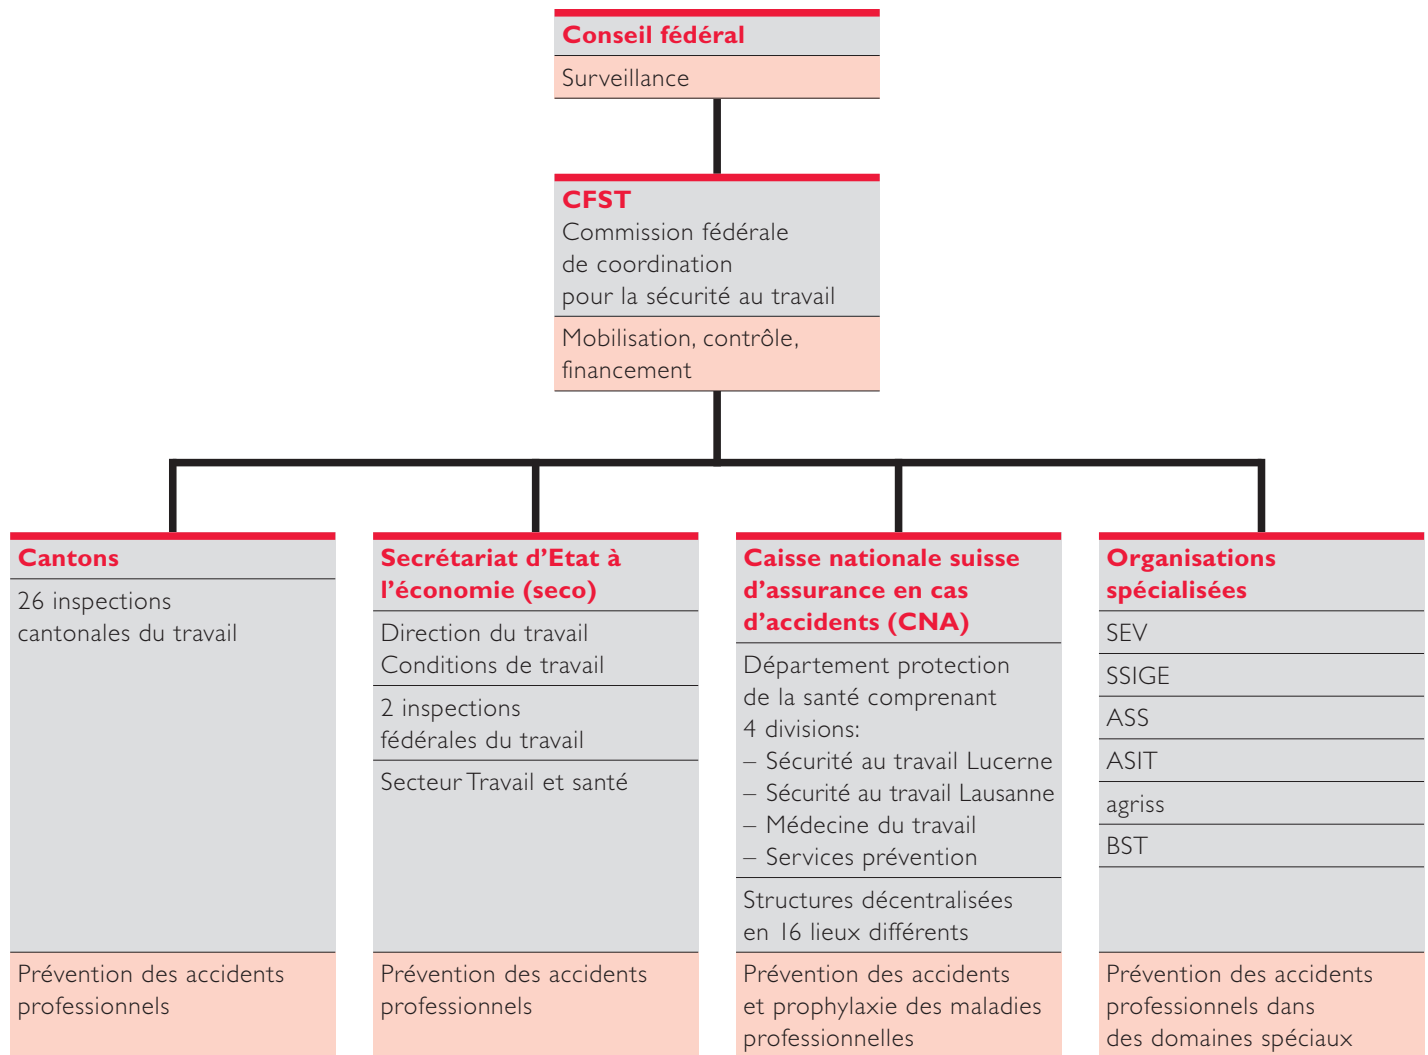 Conseil fédéral
Surveillance
CFST
Commission fédérale
de coordination
pour la sécurité au travail
Mobilisation, contrôle,
financement
Cantons
26 inspections
cantonales du travail
Prévention des accidents
professionnels
Secrétariat d'Etat à
l'économie (seco)
Direction du travail
Conditions de travail
2 inspections
fédérales du travail
Secteur Travail et santé
Prévention des accidents
professionnels
Caisse nationale suisse
d'assurance en cas
d'accidents (CNA)
Département protection
de la santé comprenant
4 divisions:
– Sécurité au travail Lucerne
– Sécurité au travail Lausanne
– Médecine du travail
– Services prévention
Structures décentralisées
en 16 lieux différents
Prévention des accidents
et prophylaxie des maladies
professionnelles
Organisations
spécialisées
SEV
SSIGE
ASS
ASIT
agriss
BST
Prévention des accidents
professionnels dans
des domaines spéciaux